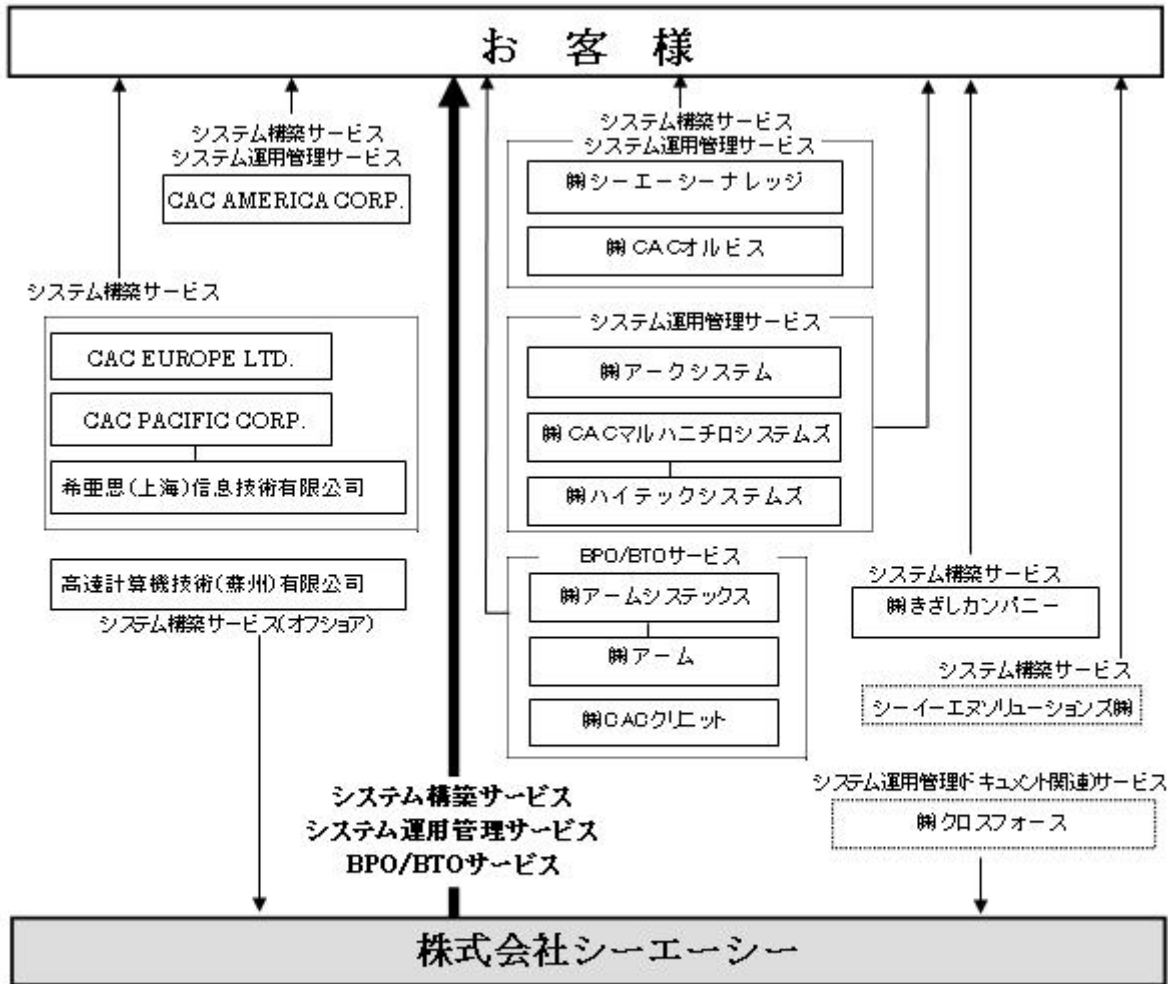 お 客 様
システム構築サービス
システム運用管理サービス
CAC AMERICA CORP.
システム構築サービス
CAC EUROPE LTD.
CAC PACIFIC CORP.
希亜思(上海)信息技術有限公司
高達計算機技術(蘇州)有限公司
システム構築サービス(オフショア)
システム構築サービス
システム運用管理サービス
㈱シーエーシーナレッジ
㈱CACオルビス
システム運用管理サービス
㈱アークシステム
㈱CACマルハニチロシステムズ
㈱ハイテックシステムズ
BPO/BTOサービス
㈱アームシステックス
㈱アーム
㈱CACクリニット
システム構築サービス
㈱きざしカンパニー
システム構築サービス
シーイーエヌソリューションズ㈱
システム運用管理(ドキュメント関連)サービス
㈱クロスフォース
システム構築サービス
システム運用管理サービス
BPO/BTOサービス
株式会社シーエーシー